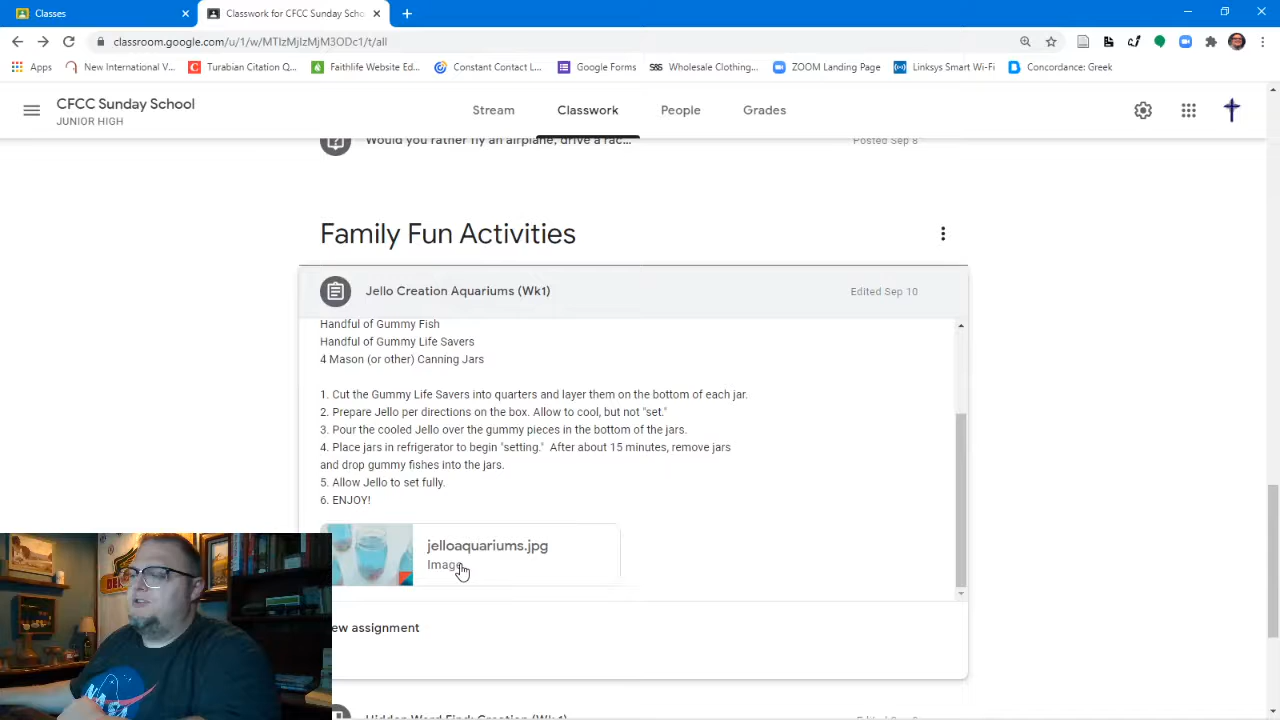 Classes
Classwork for CFCC Sunday Scho
classroom.google.com/u/1/w/MTIzMjIzMjM3ODc1/t/all
Apps
New International V...
Turabian Citation Q...
Faithlife Website Ed...
Constant Contact L...
Google Forms
S&S
Wholesale Clothing...
ZOOM Landing Page
Linksys Smart Wi-Fi
Concordance: Greek
CFCC Sunday School
JUNIOR HIGH
Stream
Classwork
People
Grades
Would you rather fly an airplane, drive a rac...
Posted Sep 8
Family Fun Activities
Jello Creation Aquariums (Wk1)
Edited Sep 10
Handful of Gummy Fish
Handful of Gummy Life Savers
4 Mason (or other) Canning Jars
1. Cut the Gummy Life Savers into quarters and layer them on the bottom of each jar.
2. Prepare Jello per directions on the box. Allow to cool, but not "set."
3. Pour the cooled Jello over the gummy pieces in the bottom of the jars.
4. Place jars in refrigerator to begin "setting." After about 15 minutes, remove jars
and drop gummy fishes into the jars.
5. Allow Jello to set fully.
6. ENJOY!
jelloaquariums.jpg
Image
ew assignment
Hidden Word Find: Creation (Wk1)